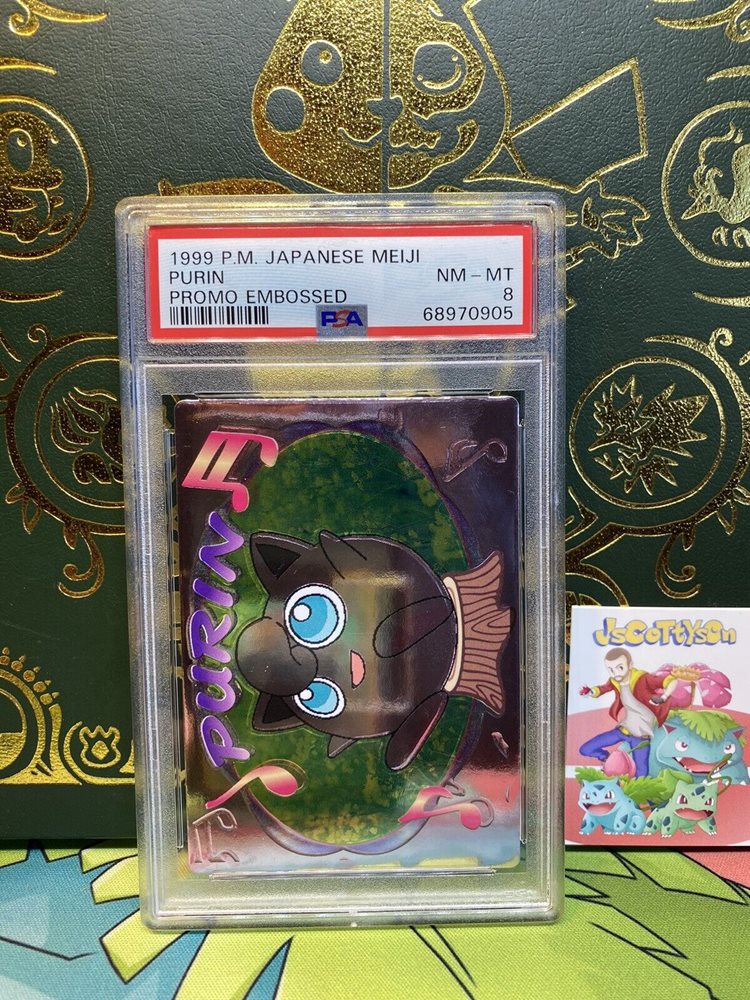 1999 P.M. JAPANESE MEIJI
PURIN NM - MT
PROMO EMBOSSED 8
PSA 68970905
PURIN
JsCoTtySon